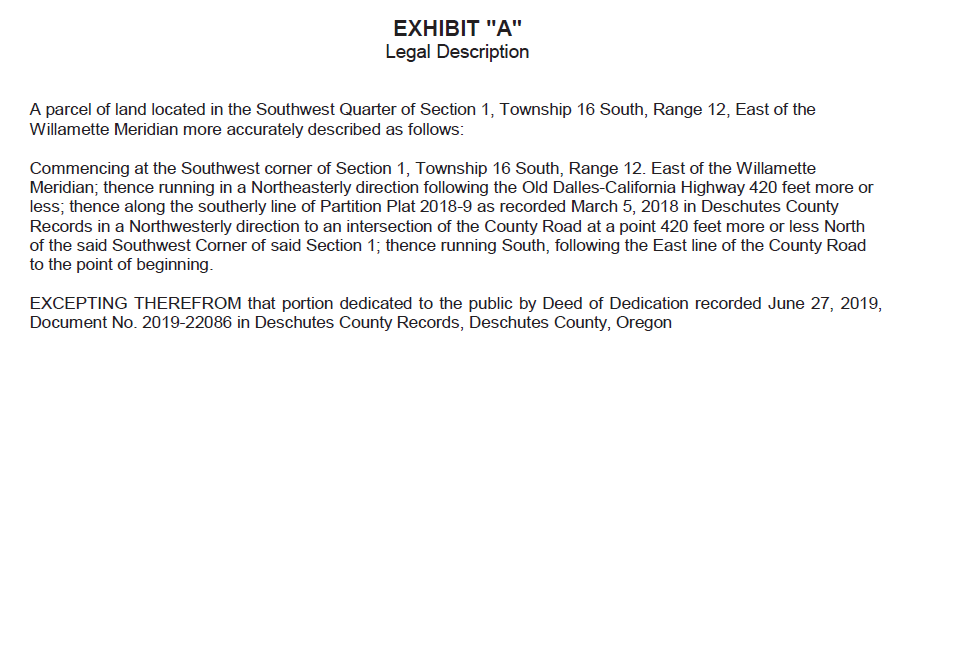 EXHIBIT "A"
Legal Description
A parcel of land located in the Southwest Quarter of Section 1, Township 16 South, Range 12, East of the
Willamette Meridian more accurately described as follows:
Commencing at the Southwest corner of Section 1, Township 16 South, Range 12. East of the Willamette
Meridian; thence running in a Northeasterly direction following the Old Dalles-California Highway 420 feet more or
less; thence along the southerly line of Partition Plat 2018-9 as recorded March 5, 2018 in Deschutes County
Records in a Northwesterly direction to an intersection of the County Road at a point 420 feet more or less North
of the said Southwest Corner of said Section 1; thence running South, following the East line of the County Road
to the point of beginning.
EXCEPTING THEREFROM that portion dedicated to the public by Deed of Dedication recorded June 27, 2019,
Document No. 2019-22086 in Deschutes County Records, Deschutes County, Oregon